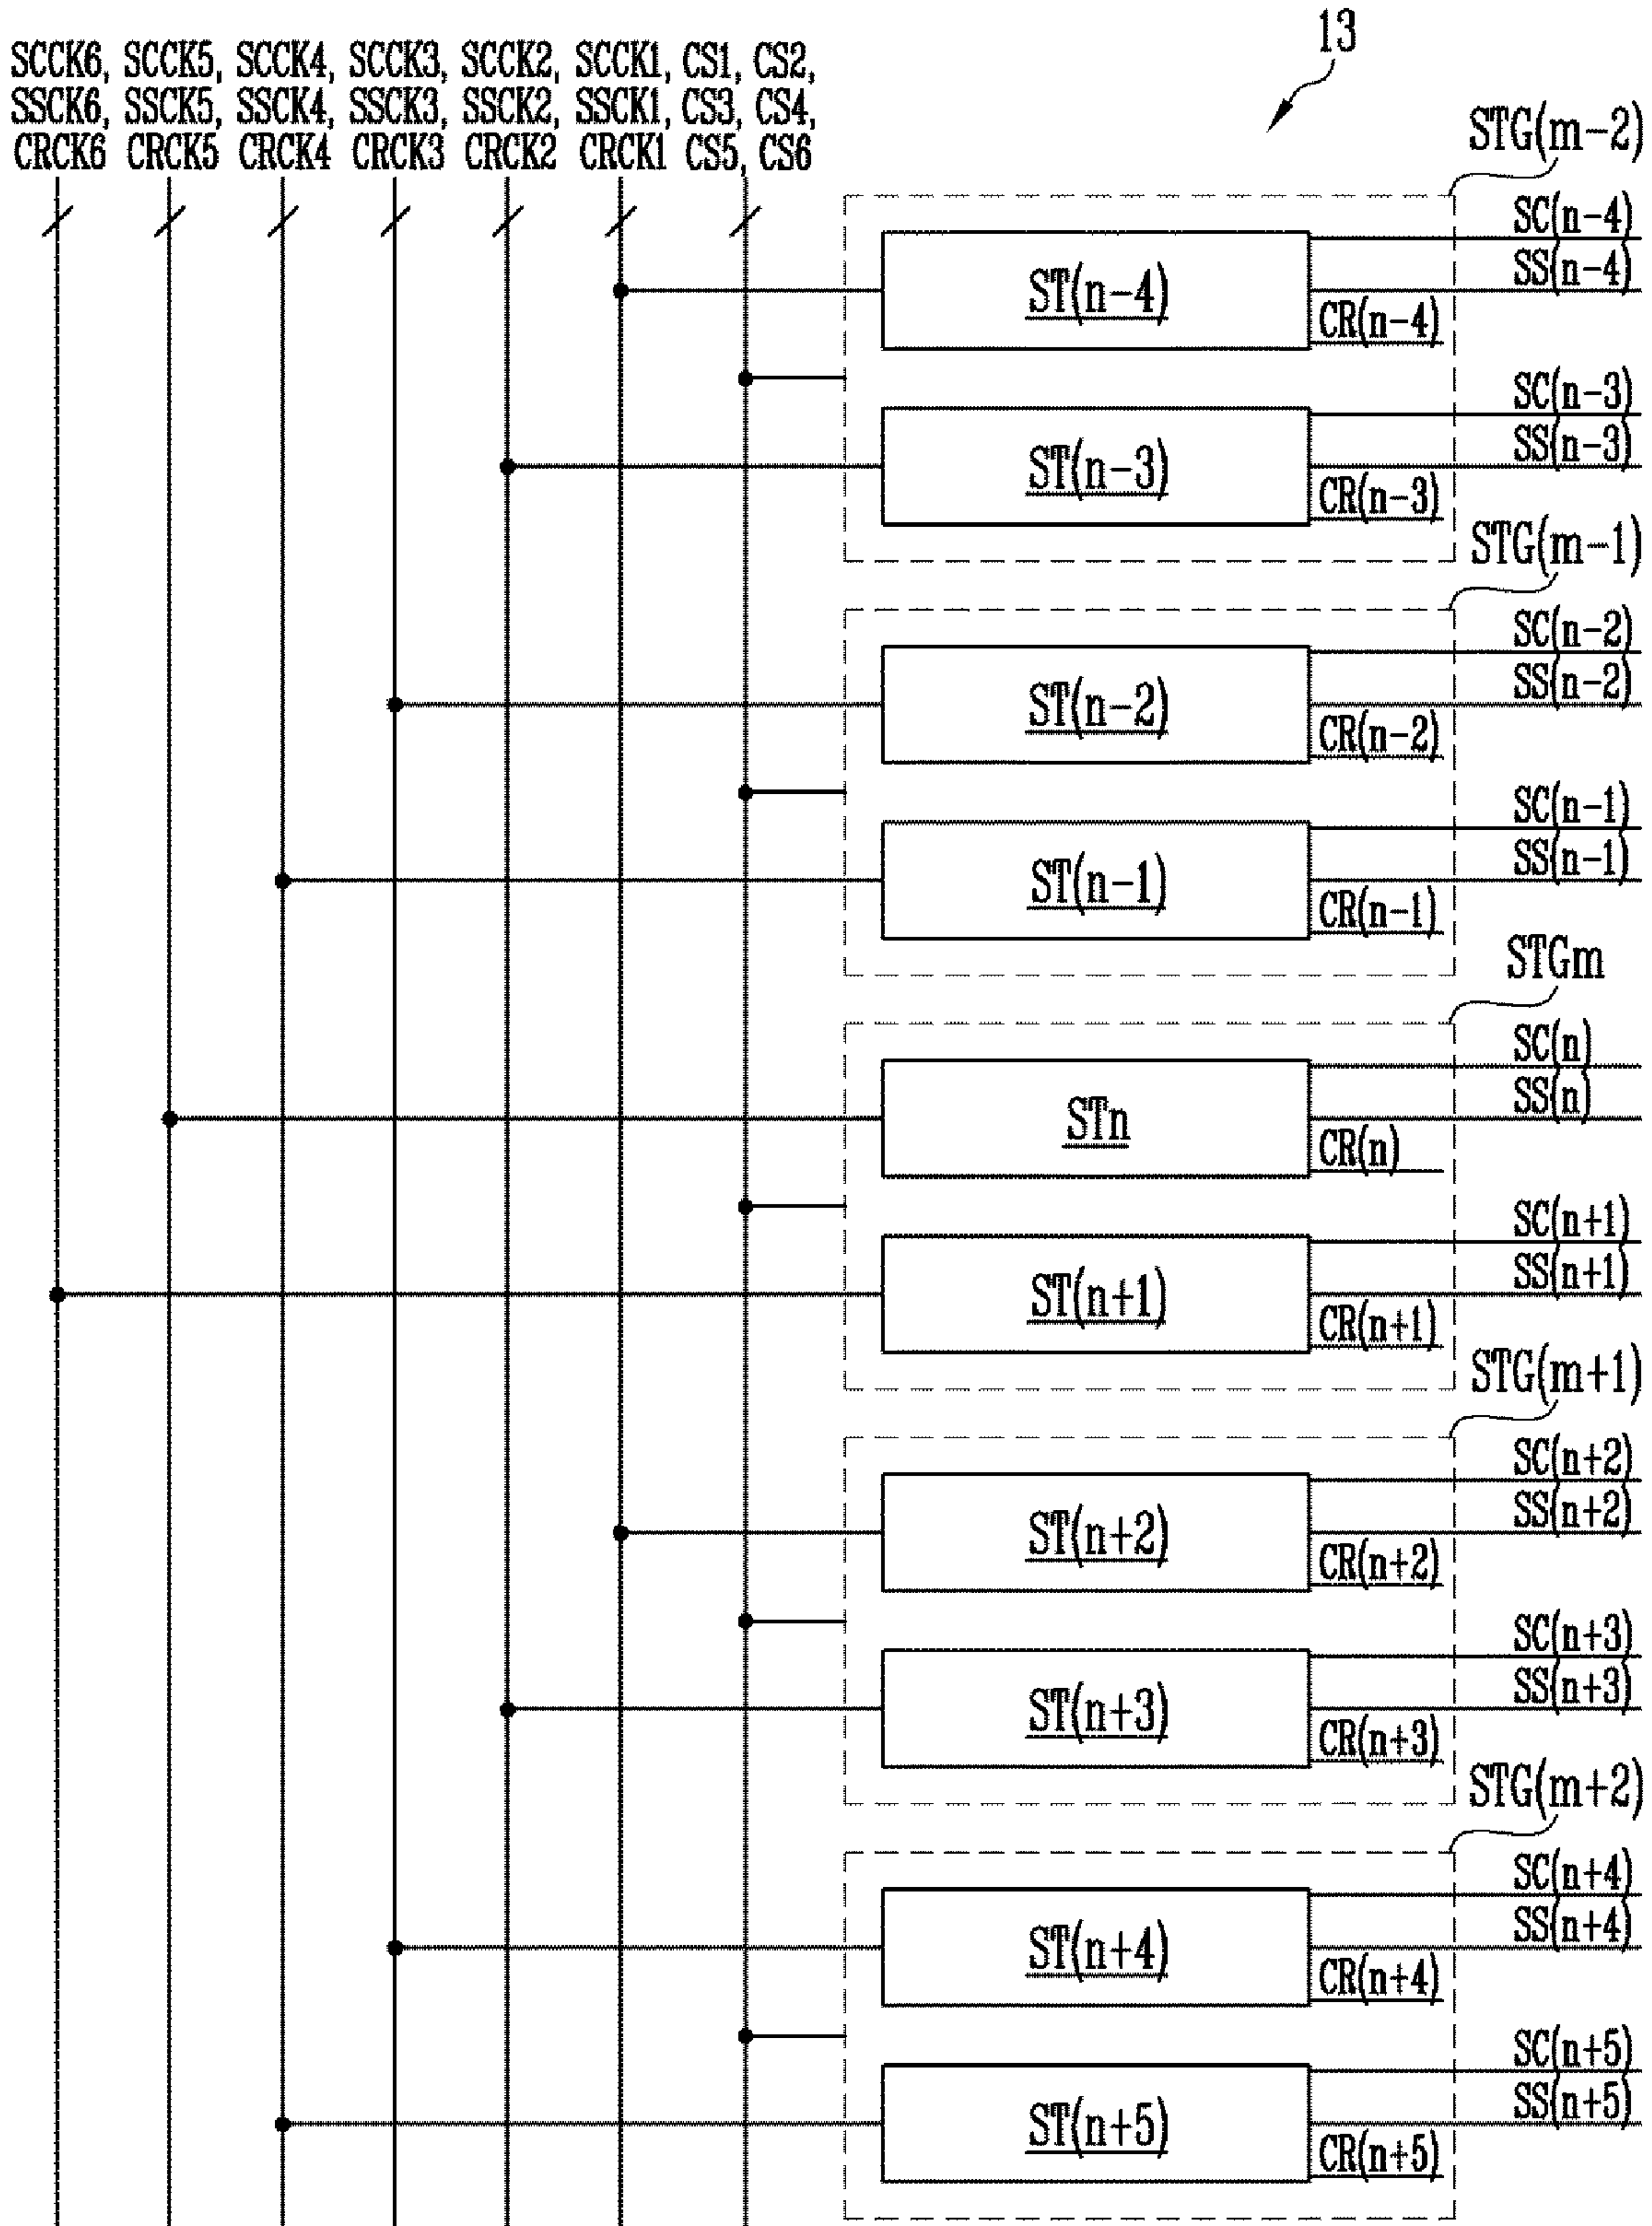 13
SCCK6, SCCK5, SCCK4, SCCK3, SCCK2, SCCK1, CS1, CS2,
SSCK6, SSCK5, SSCK4, SSCK3, SSCK2, SSCK1, CS3, CS4,
CRCK6 CRCK5 CRCK4 CRCK3 CRCK2 CRCK1 CS5, CS6
STG(m-2)
SC(n-4)
SS(n-4)
ST(n-4)
CR(n-4)
SC(n-3)
SS(n-3)
ST(n-3)
CR(n-3)
STG(m-1)
SC(n-2)
SS(n-2)
ST(n-2)
CR(n-2)
SC(n-1)
SS(n-1)
ST(n-1)
CR(n-1)
STGm
SC(n)
SS(n)
STn
CR(n)
SC(n+1)
SS(n+1)
ST(n+1)
CR(n+1)
STG(m+1)
SC(n+2)
SS(n+2)
ST(n+2)
CR(n+2)
SC(n+3)
SS(n+3)
ST(n+3)
CR(n+3)
STG(m+2)
SC(n+4)
SS(n+4)
ST(n+4)
CR(n+4)
SC(n+5)
SS(n+5)
ST(n+5)
CR(n+5)